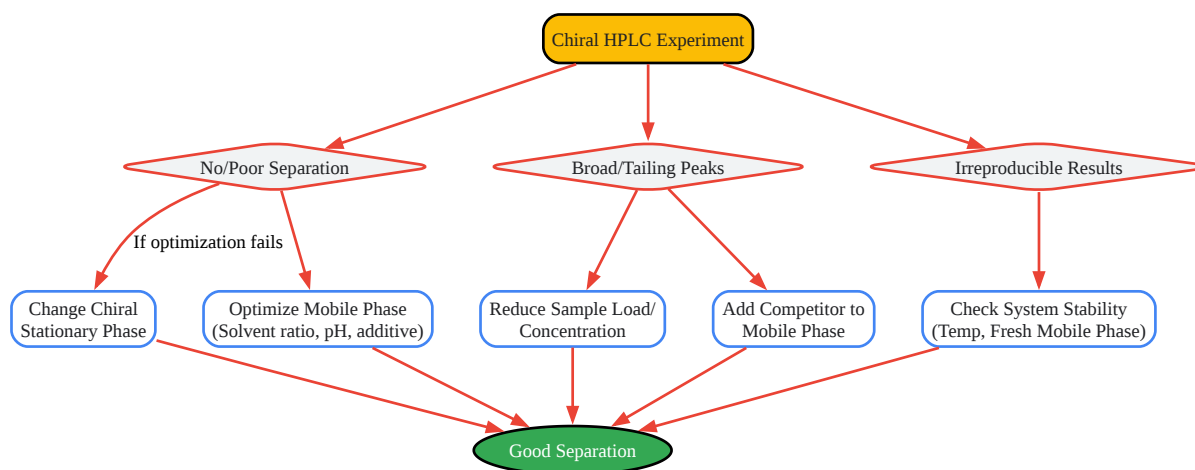 Chiral HPLC Experiment
No/Poor Separation
Broad/Tailing Peaks
Irreproducible Results
If optimization fails
Change Chiral
Stationary Phase
Optimize Mobile Phase
(Solvent ratio, pH, additive)
Reduce Sample Load/
Concentration
Add Competitor to
Mobile Phase
Check System Stability
(Temp, Fresh Mobile Phase)
Good Separation